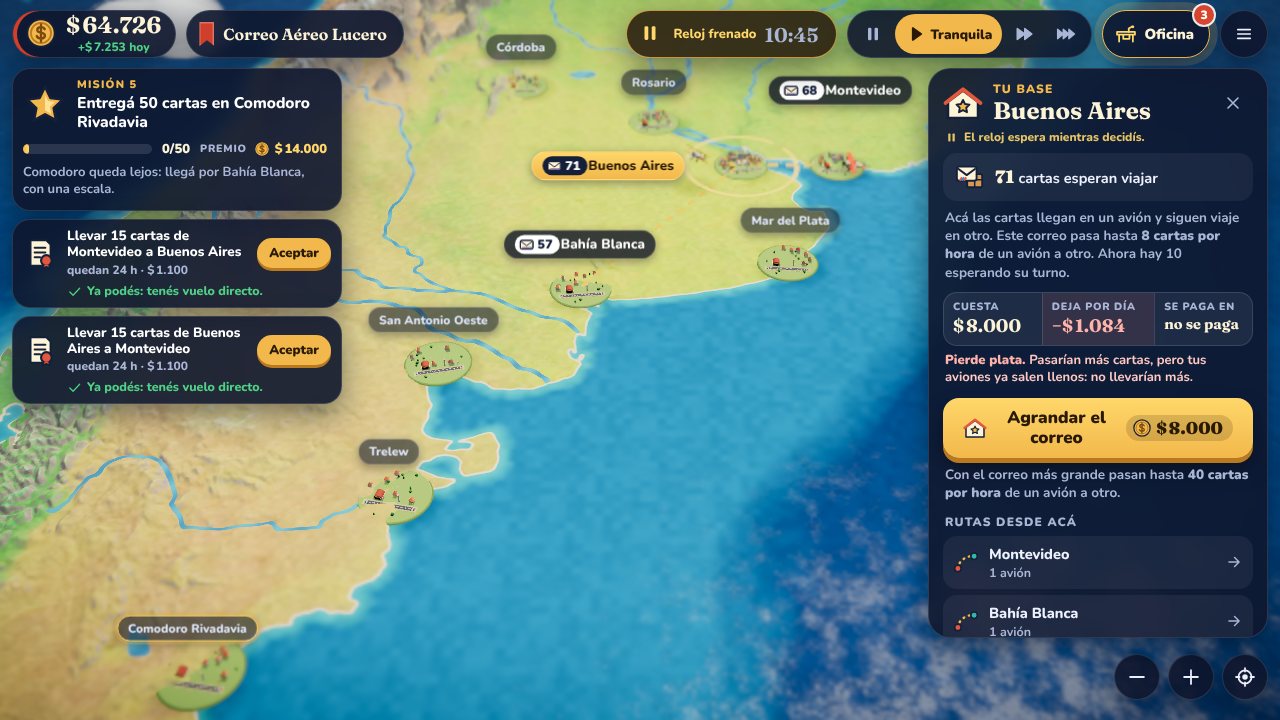 $64.726
+$7.253 hoy
Correo Aéreo Lucero
Reloj frenado 10:45
Tranquila
Oficina
3
MISIÓN 5
Entregá 50 cartas en Comodoro
Rivadavia
0/50 PREMIO $14.000
Comodoro queda lejos: llegá por Bahía Blanca,
con una escala.
Llevar 15 cartas de
Montevideo a Buenos Aires
quedan 24 h · $1.100
Ya podés: tenés vuelo directo.
Aceptar
Llevar 15 cartas de Buenos
Aires a Montevideo
quedan 24 h · $1.100
Ya podés: tenés vuelo directo.
Aceptar
Córdoba
Rosario
68 Montevideo
71 Buenos Aires
Mar del Plata
57 Bahía Blanca
San Antonio Oeste
Trelew
Comodoro Rivadavia
TU BASE
Buenos Aires
El reloj espera mientras decidís.
71 cartas esperan viajar
Acá las cartas llegan en un avión y siguen viaje
en otro. Este correo pasa hasta 8 cartas por
hora de un avión a otro. Ahora hay 10
esperando su turno.
CUESTA
$8.000
DEJA POR DÍA
−$1.084
SE PAGA EN
no se paga
Pierde plata. Pasarían más cartas, pero tus
aviones ya salen llenos: no llevarían más.
Agrandar el
correo
$8.000
Con el correo más grande pasan hasta 40 cartas
por hora de un avión a otro.
RUTAS DESDE ACÁ
Montevideo
1 avión
Bahía Blanca
1 avión